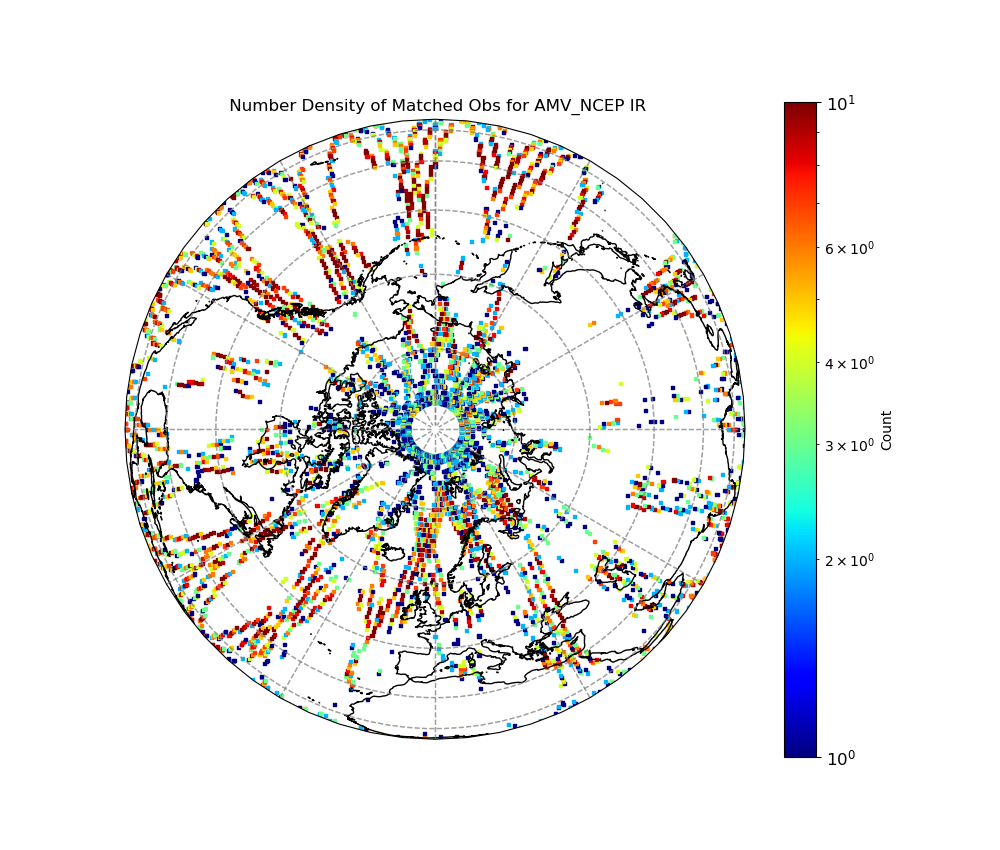 Number Density of Matched Obs for AMV_NCEP IR
10¹
6 × 10⁰
4 × 10⁰
3 × 10⁰
2 × 10⁰
10⁰
Count